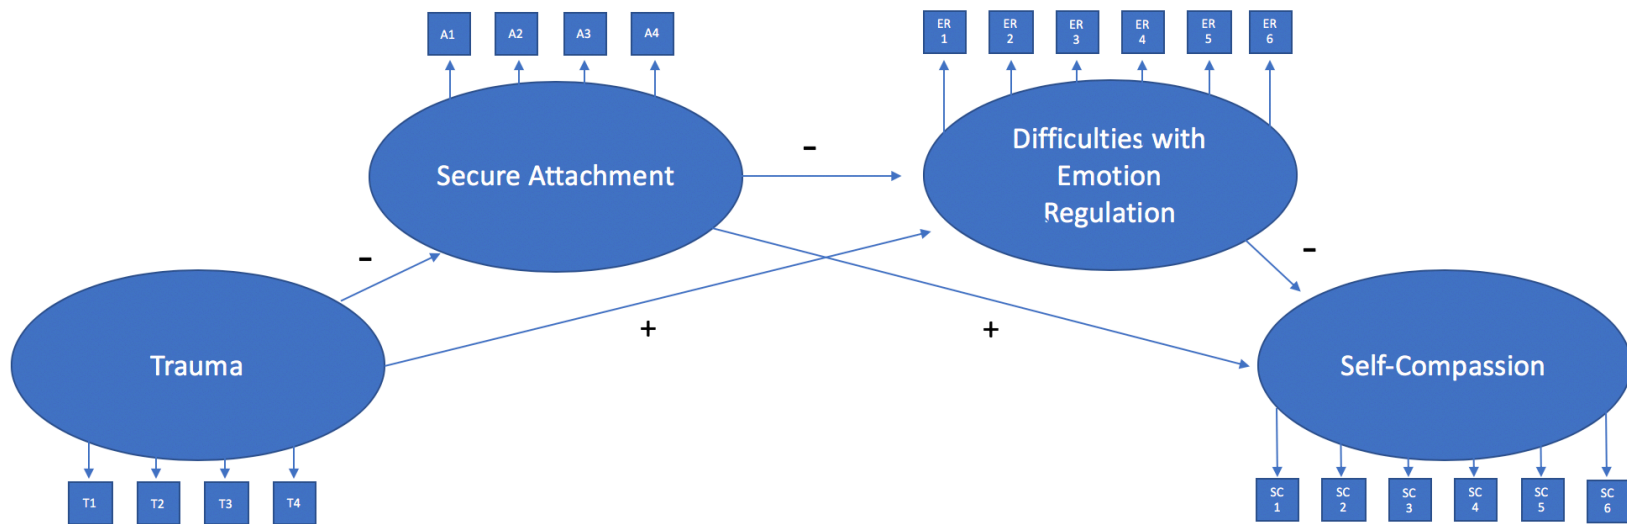 A1
A2
A3
A4
ER
1
ER
2
ER
3
ER
4
ER
5
ER
6
Secure Attachment
-
Difficulties with
Emotion
Regulation
-
-
+
+
Trauma
Self-Compassion
T1
T2
T3
T4
SC
1
SC
2
SC
3
SC
4
SC
5
SC
6